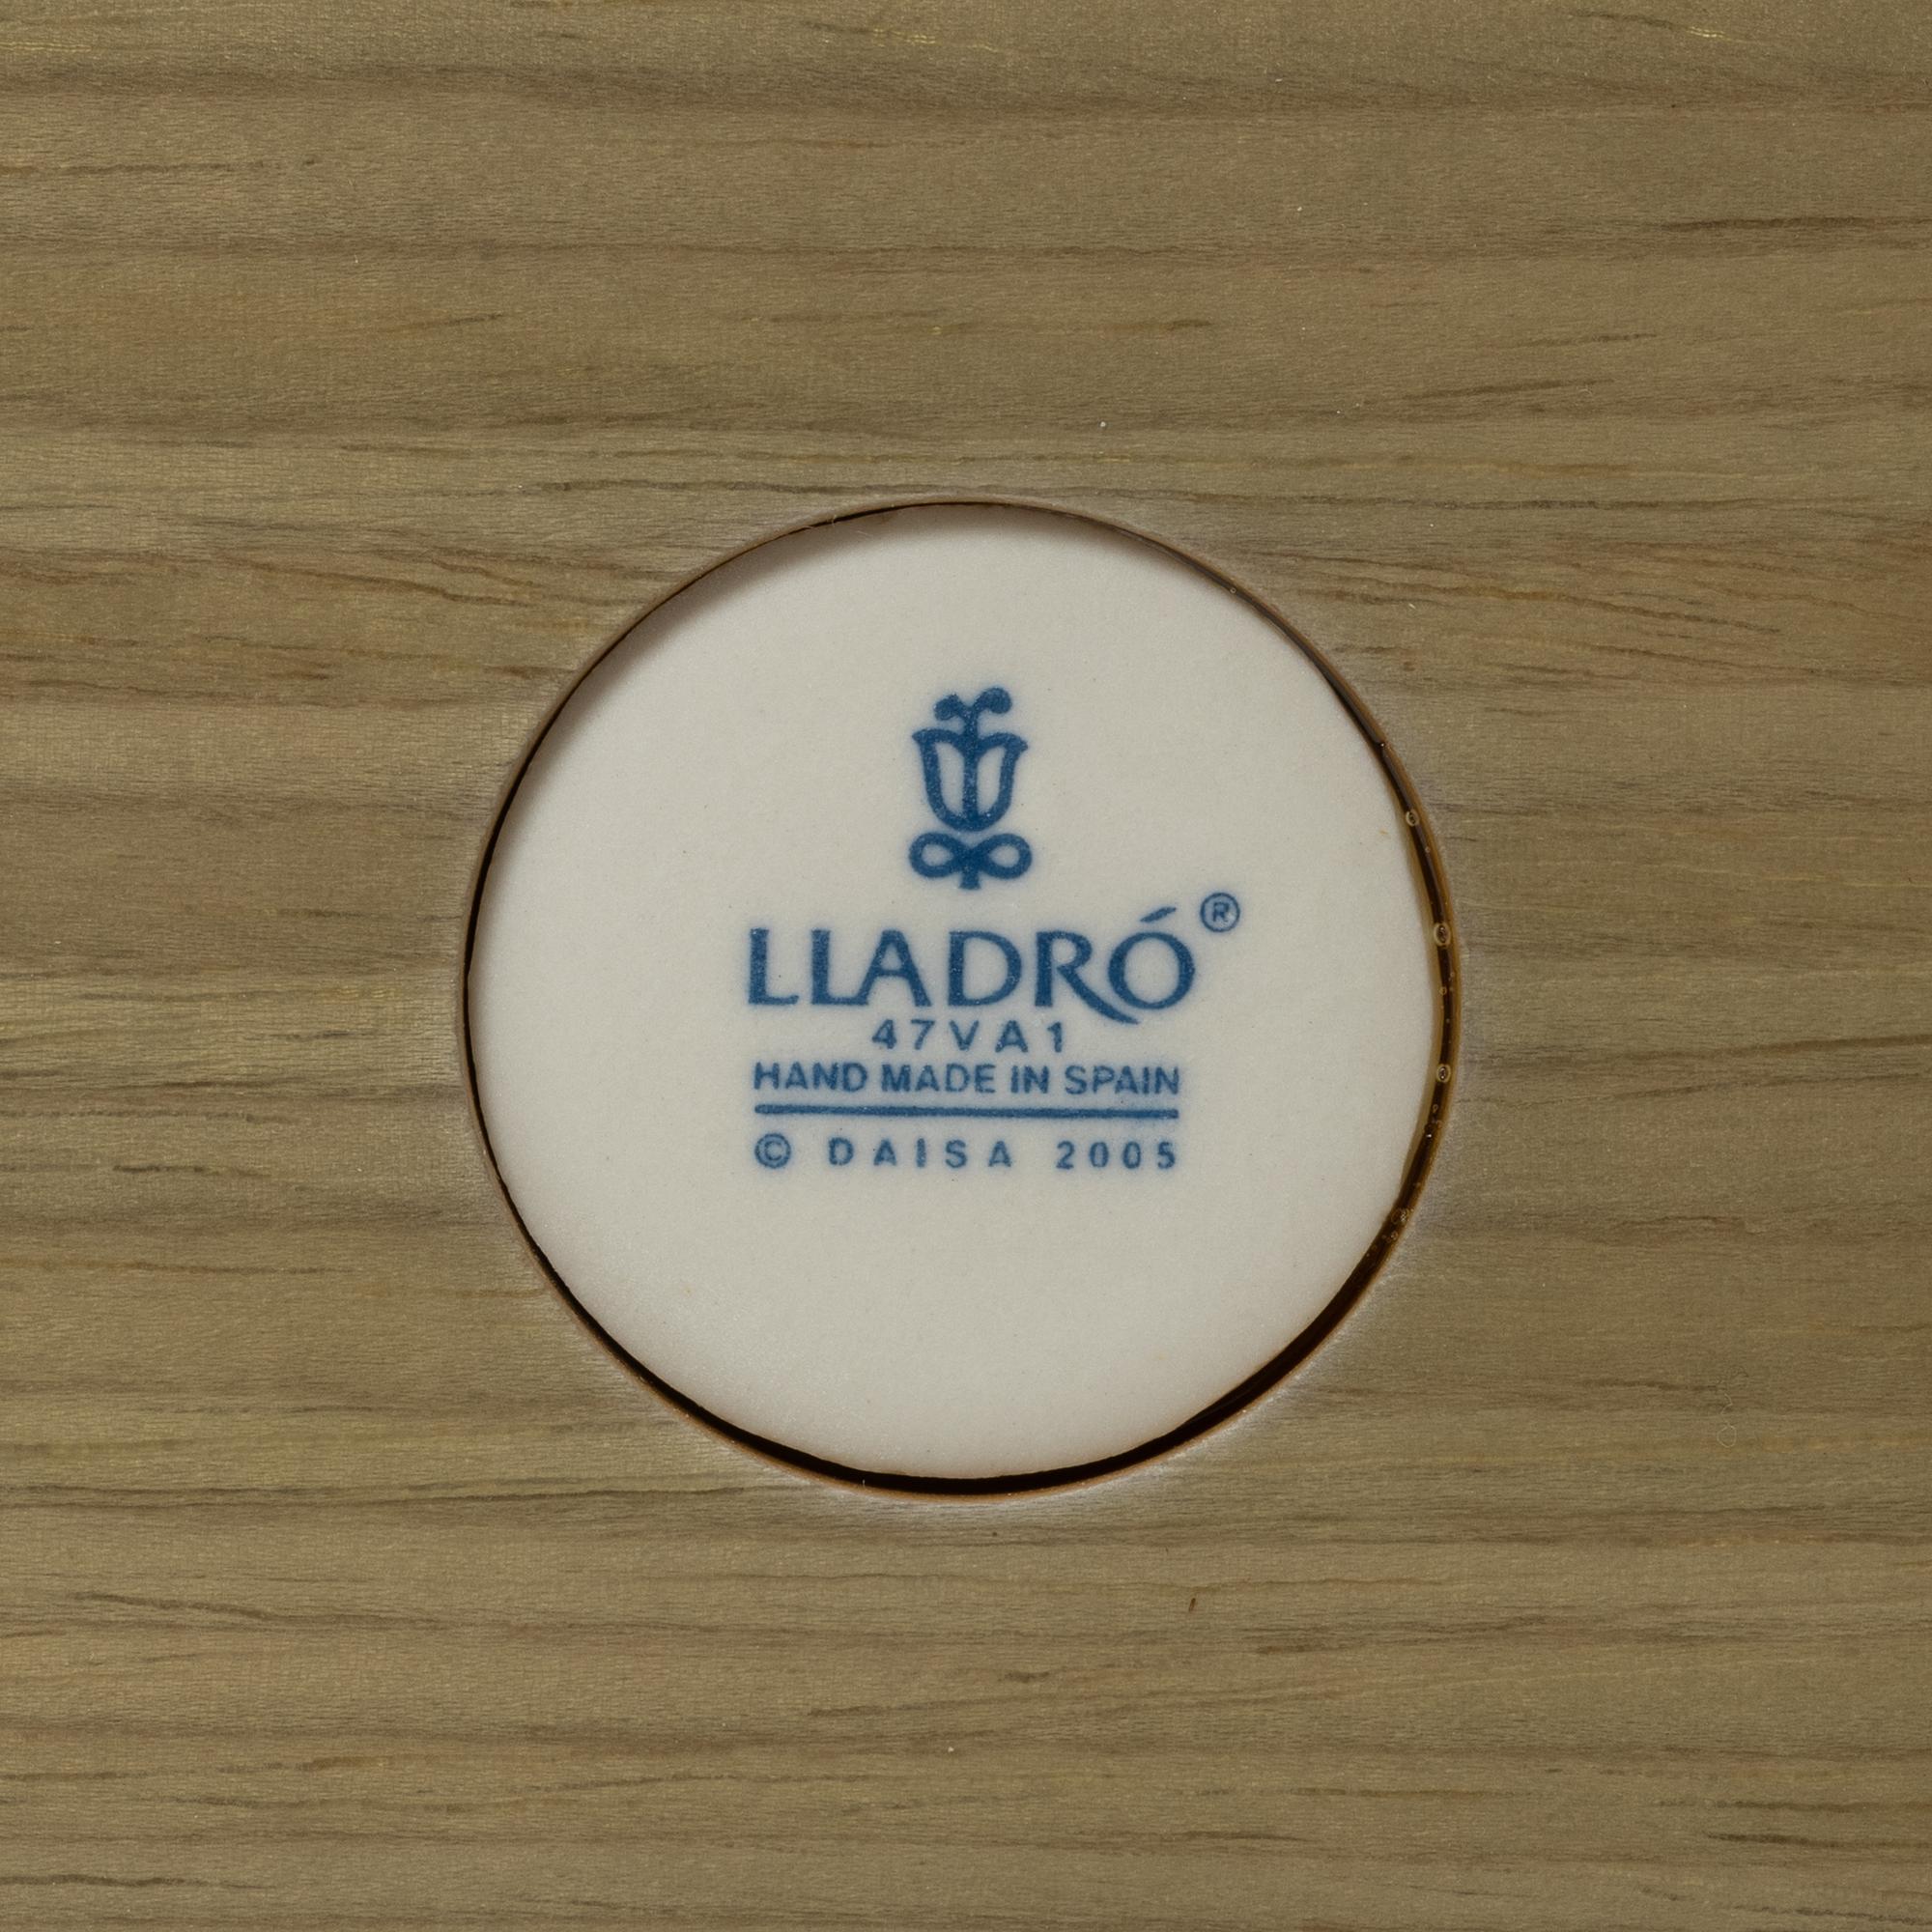 LLADRÓ®
47VA1
HAND MADE IN SPAIN
© DAISA 2005